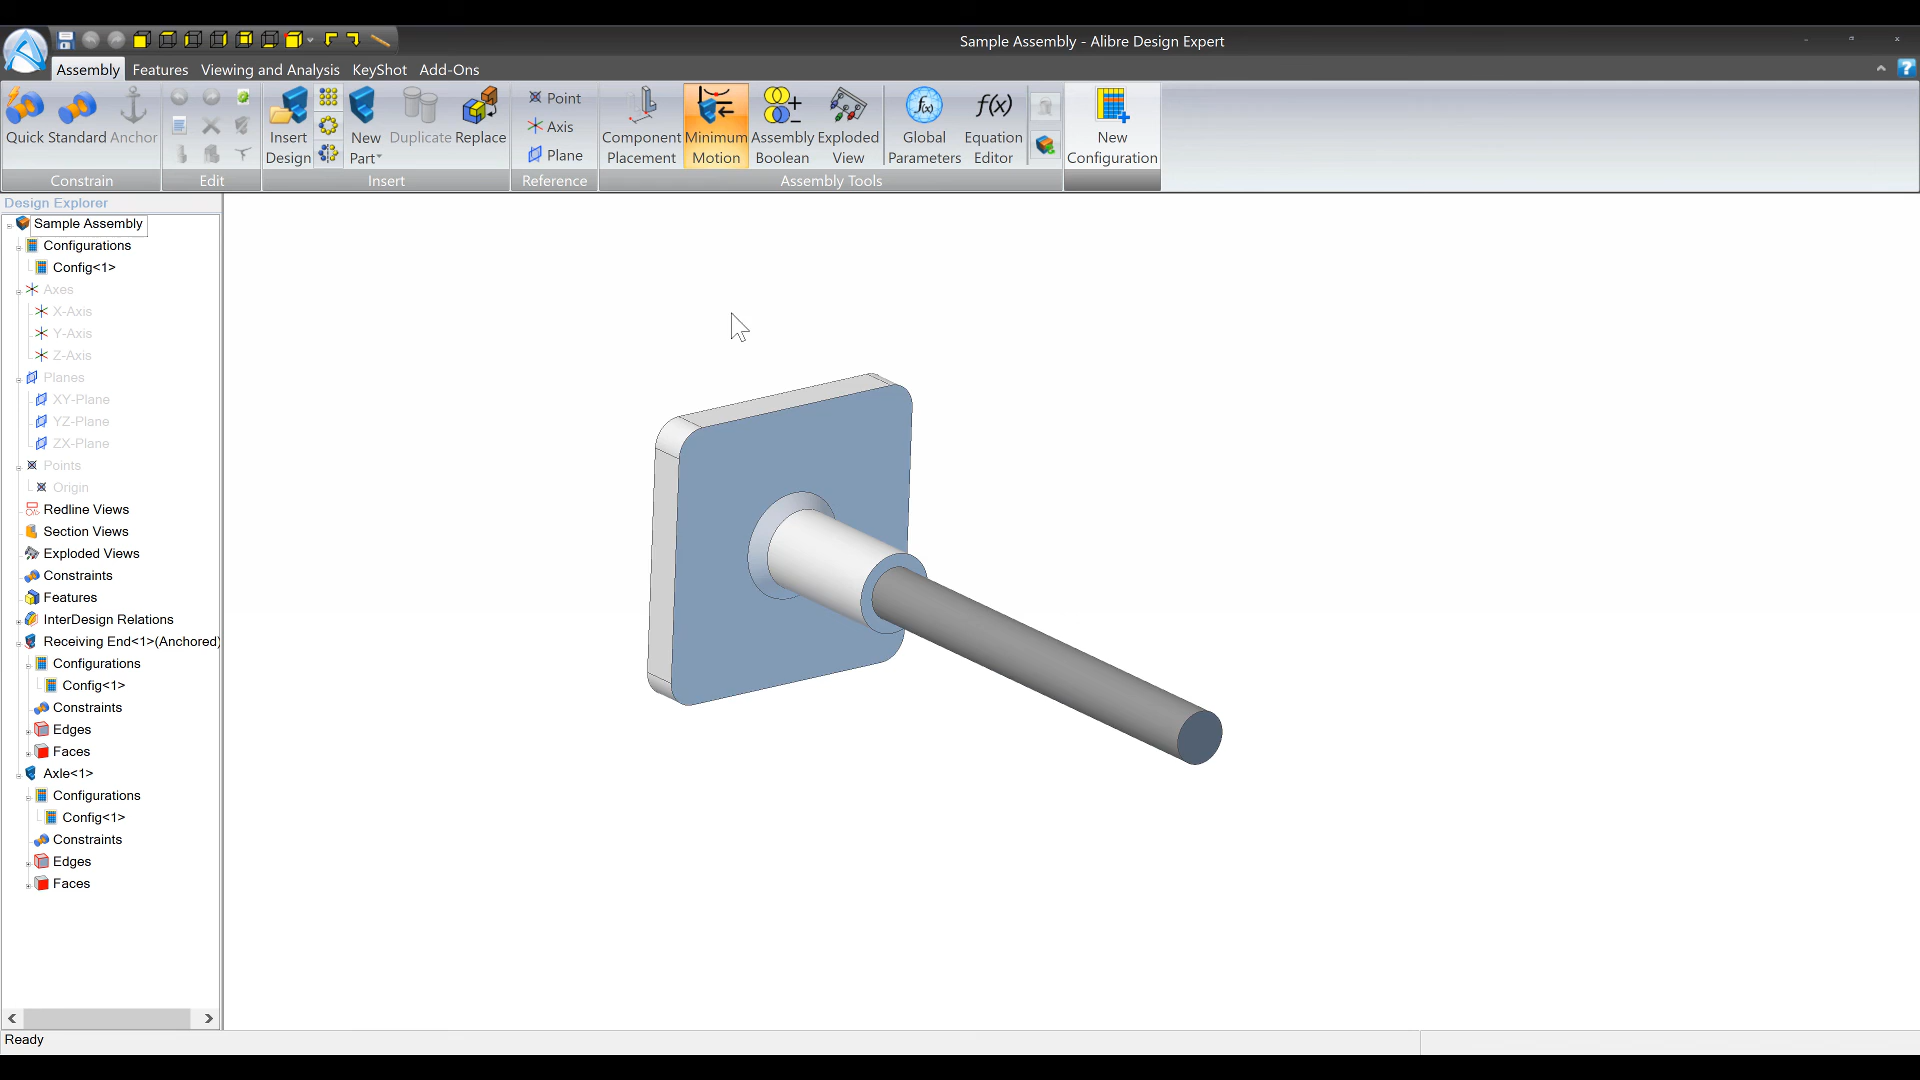 Sample Assembly - Alibre Design Expert
Assembly Features Viewing and Analysis KeyShot Add-Ons
Quick Standard Anchor
Insert Design
New Part
Duplicate Replace
Point
Axis
Plane
Component Placement
Minimum Motion
Assembly Boolean
Exploded View
Global Parameters
f(x)
Equation Editor
New Configuration
Constrain Edit Insert Reference Assembly Tools
Design Explorer
Sample Assembly
Configurations
Config<1>
Axes
X-Axis
Y-Axis
Z-Axis
Planes
XY-Plane
YZ-Plane
ZX-Plane
Points
Origin
Redline Views
Section Views
Exploded Views
Constraints
Features
InterDesign Relations
Receiving End<1>(Anchored)
Configurations
Config<1>
Constraints
Edges
Faces
Axle<1>
Configurations
Config<1>
Constraints
Edges
Faces
Ready